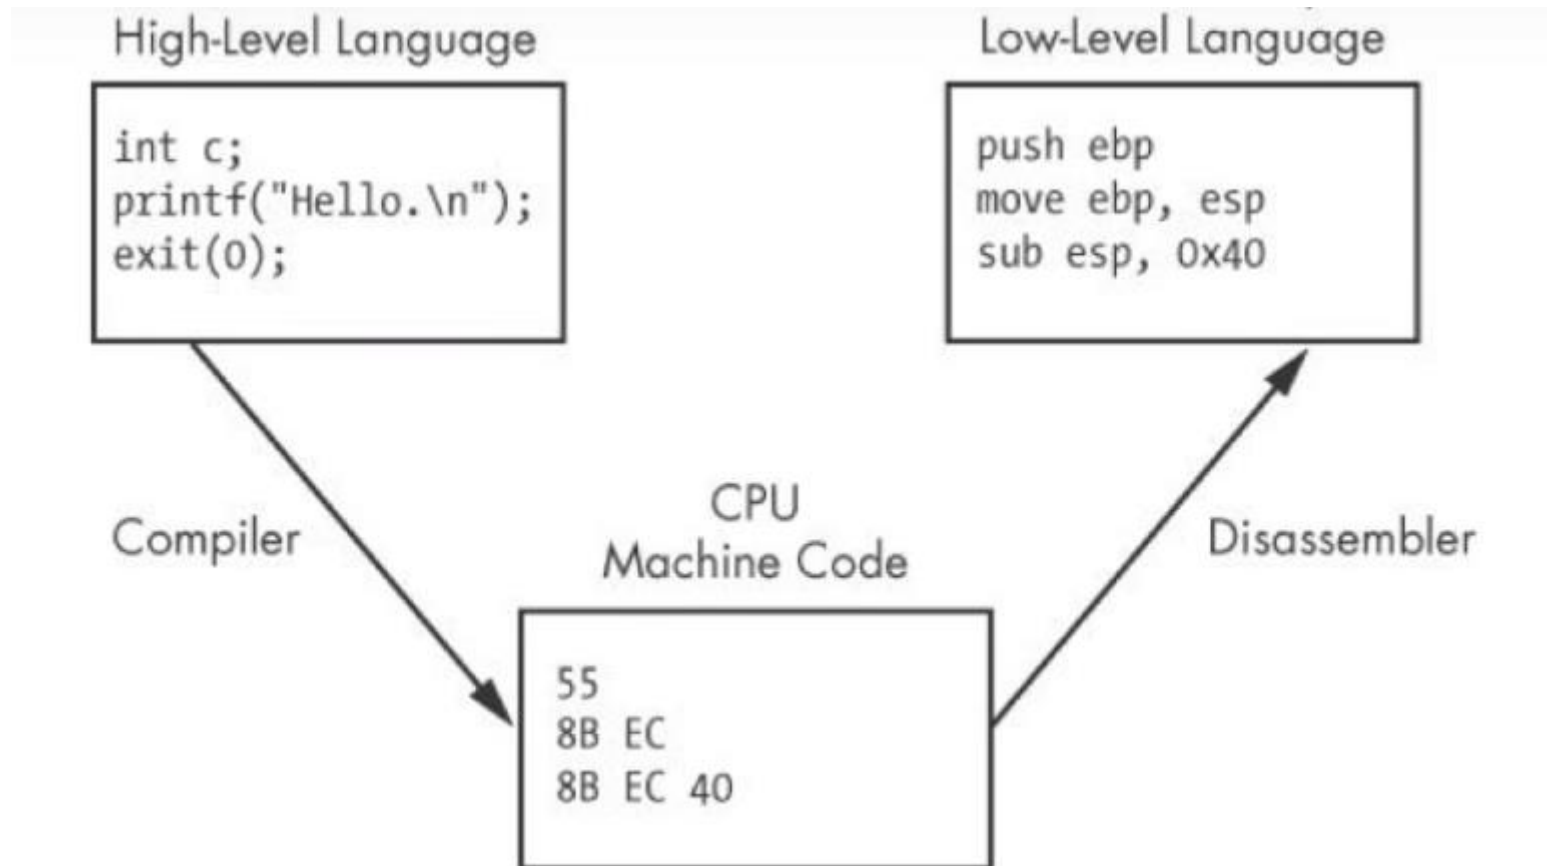 High-Level Language
int c;
printf("Hello.\n");
exit(0);
Low-Level Language
push ebp
move ebp, esp
sub esp, 0x40
Compiler
CPU
Machine Code
Disassembler
55
8B EC
8B EC 40